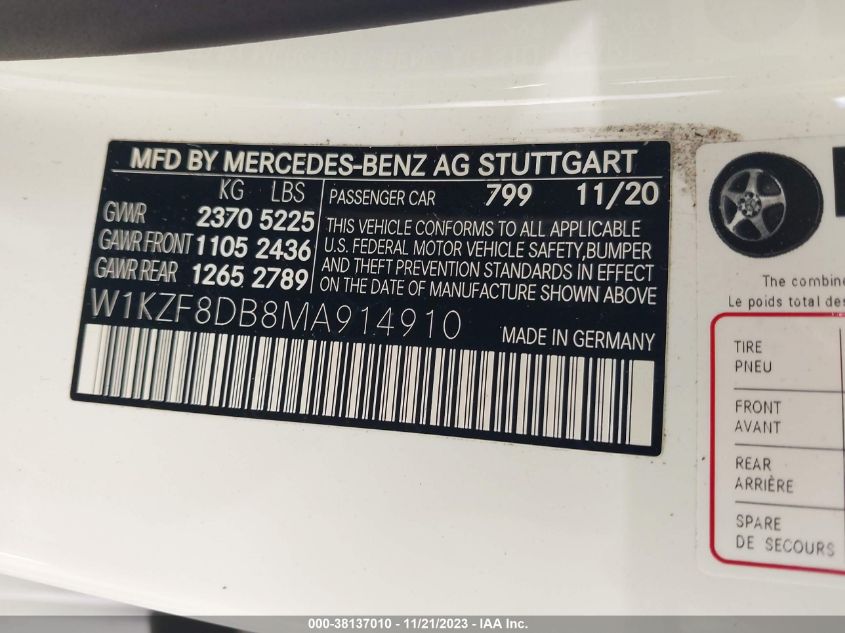 MFD BY MERCEDES-BENZ AG STUTTGART
KG LBS
GVWR 2370 5225
GAWR FRONT 1105 2436
GAWR REAR 1265 2789
PASSENGER CAR 799 11/20
THIS VEHICLE CONFORMS TO ALL APPLICABLE
U.S. FEDERAL MOTOR VEHICLE SAFETY,BUMPER
AND THEFT PREVENTION STANDARDS IN EFFECT
ON THE DATE OF MANUFACTURE SHOWN ABOVE
W1KZF8DB8MA914910
MADE IN GERMANY
The combine
Le poids total des
TIRE
PNEU
FRONT
AVANT
REAR
ARRIÈRE
SPARE
DE SECOURS
000-38137010 - 11/21/2023 - IAA Inc.